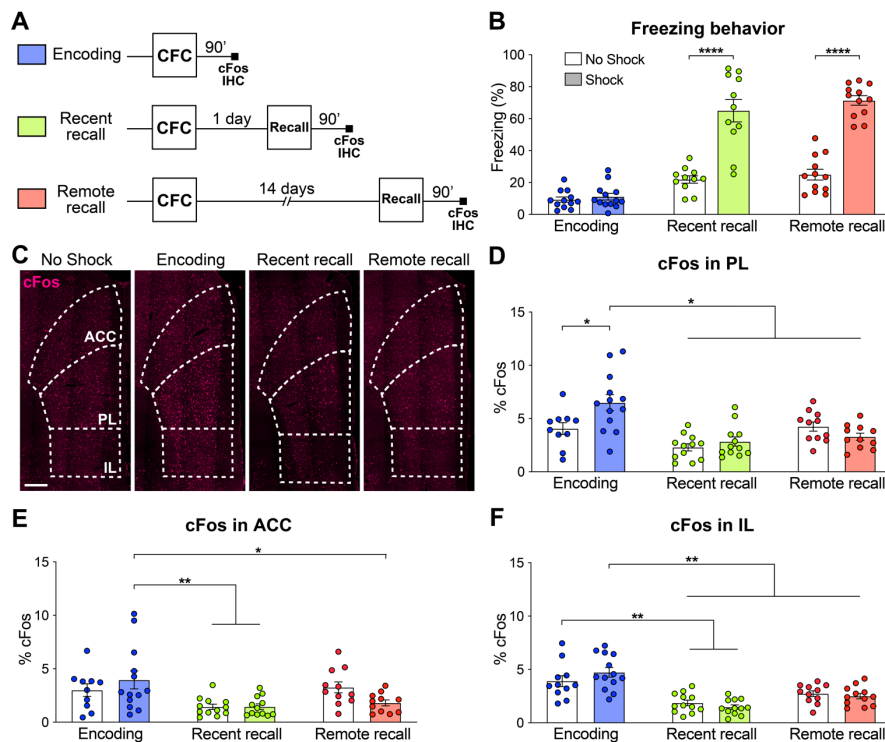 A
Encoding
CFC
90’
cFos
IHC
Recent
recall
CFC
1 day
Recall
90’
cFos
IHC
Remote
recall
CFC
14 days
Recall
90’
cFos
IHC
B
Freezing behavior
No Shock
Shock
****
****
Freezing (%)
100
80
60
40
20
0
Encoding
Recent recall
Remote recall
C
No Shock
Encoding
Recent recall
Remote recall
cFos
ACC
PL
IL
D
cFos in PL
*
*
% cFos
15
10
5
0
Encoding
Recent recall
Remote recall
E
cFos in ACC
*
**
% cFos
15
10
5
0
Encoding
Recent recall
Remote recall
F
cFos in IL
**
**
% cFos
15
10
5
0
Encoding
Recent recall
Remote recall